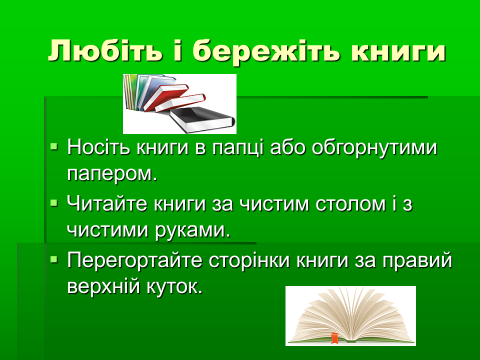 Любіть і бережіть книги
Носіть книги в папці або обгорнутими
папером.
Читайте книги за чистим столом і з
чистими руками.
Перегортайте сторінки книги за правий
верхній куток.